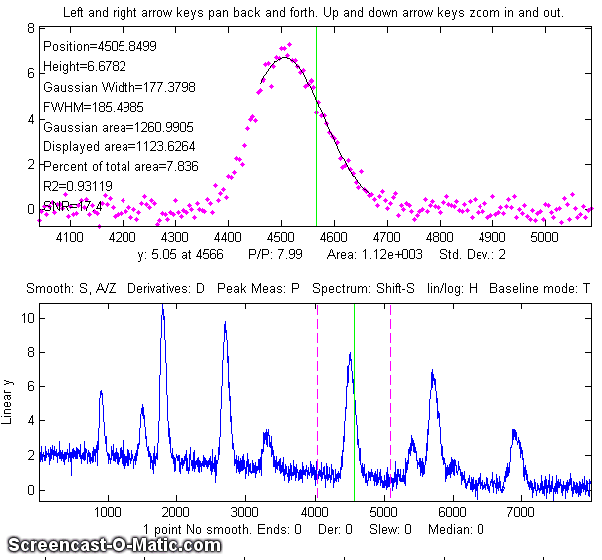 Left and right arrow keys pan back and forth. Up and down arrow keys zoom in and out.
8
6
4
2
0
Position=4505.8499
Height=6.6782
Gaussian Width=177.3798
FWHM=185.4985
Gaussian area=1260.9905
Displayed area=1123.6264
Percent of total area=7.836
R2=0.93119
SNR=17.4
4100 4200 4300 4400 4500 4600 4700 4800 4900 5000
y: 5.05 at 4566 P/P: 7.99 Area: 1.12e+003 Std. Dev.: 2
Smooth: S, A/Z Derivatives: D Peak Meas: P Spectrum: Shift-S lin/log: H Baseline mode: T
Linear y
10
8
6
4
2
0
1000 2000 3000 4000 5000 6000 7000
1 point No smooth. Ends: 0 Der: 0 Slew: 0 Median: 0
Screencast-O-Matic.com